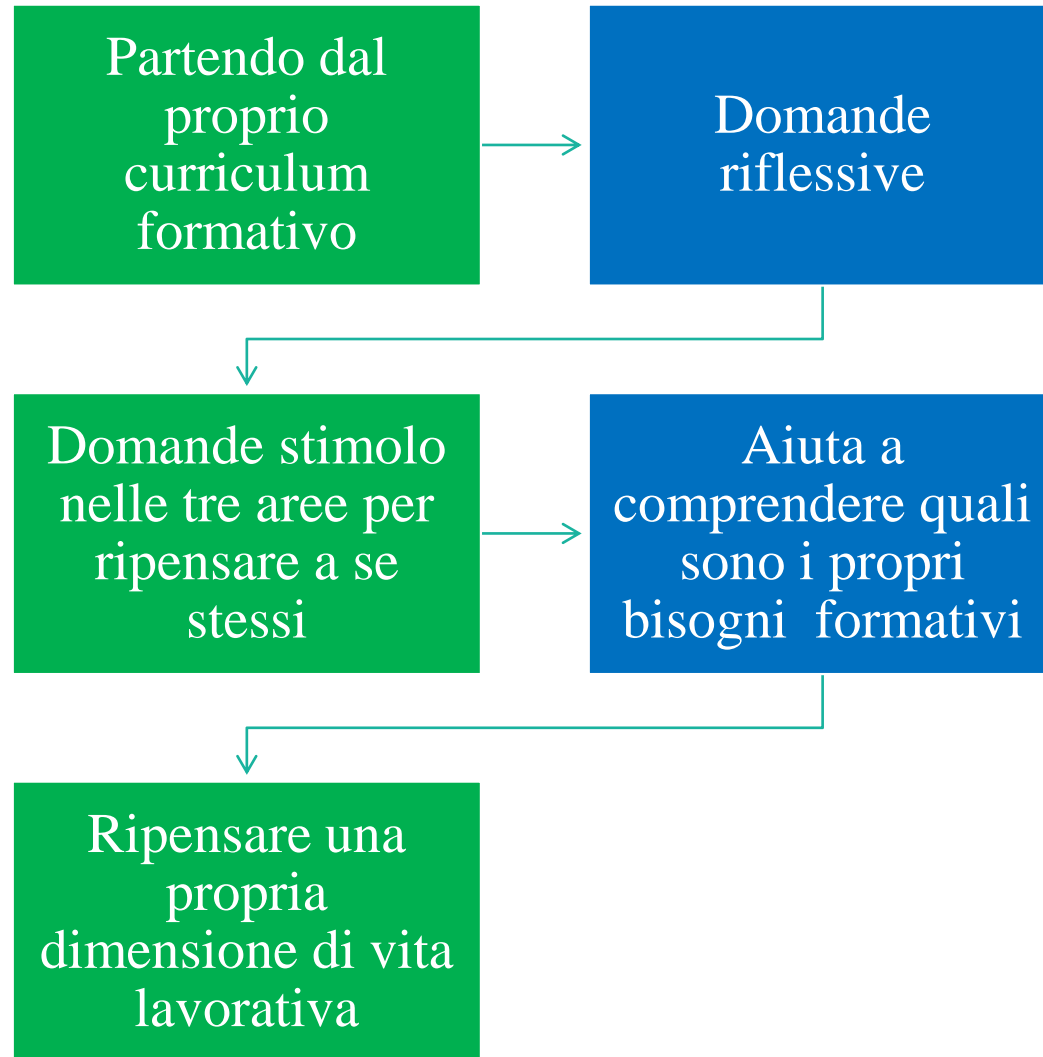 Partendo dal
proprio
curriculum
formativo
Domande
riflessive
Domande stimolo
nelle tre aree per
ripensare a se
stessi
Aiuta a
comprendere quali
sono i propri
bisogni  formativi
Ripensare una
propria
dimensione di vita
lavorativa